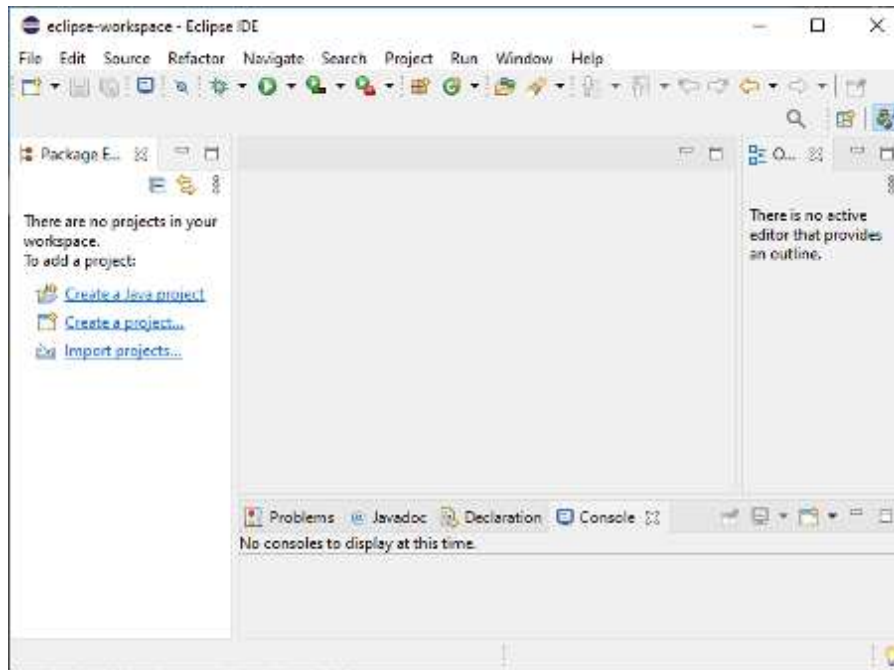 eclipse-workspace - Eclipse IDE
File Edit Source Refactor Navigate Search Project Run Window Help
Package E...
O...
There are no projects in your
workspace.
To add a project:
Create a Java project
Create a project...
Import projects...
There is no active
editor that provides
an outline.
Problems @ Javadoc Declaration Console
No consoles to display at this time.